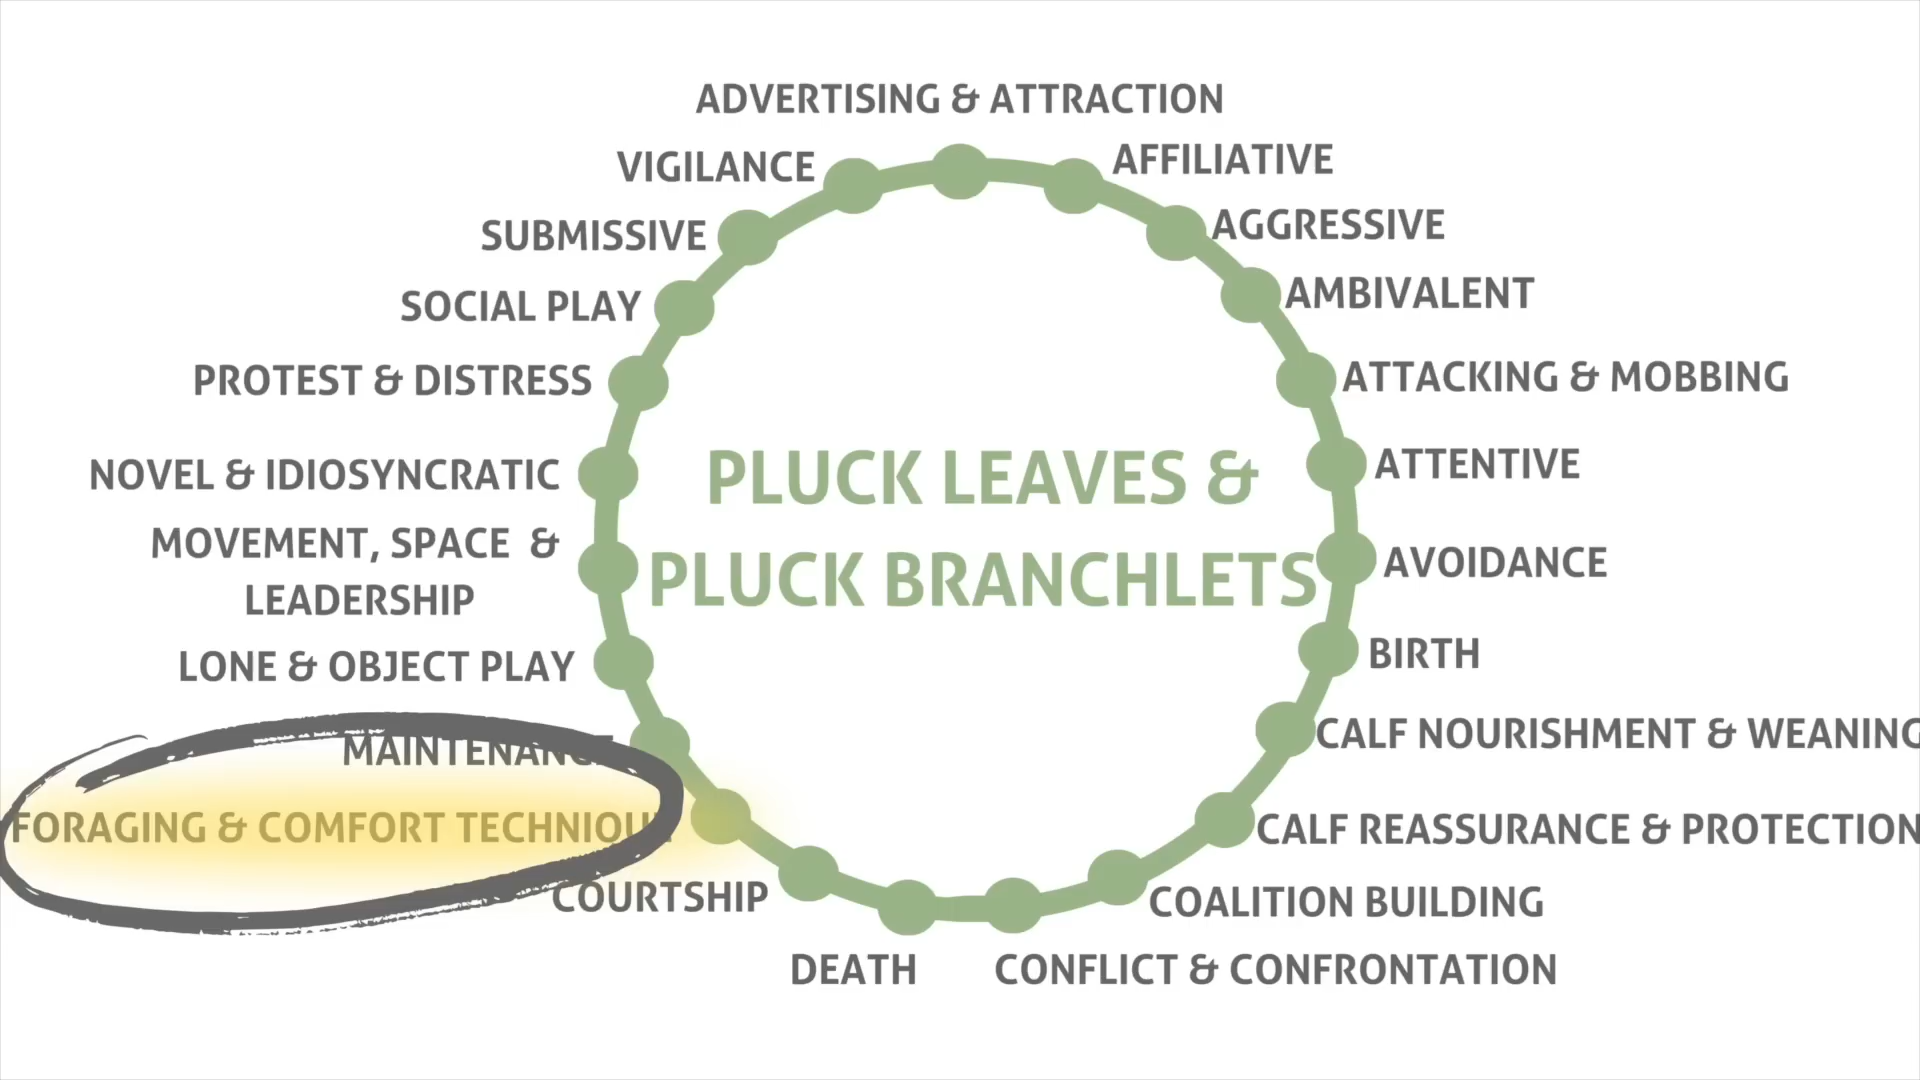 ADVERTISING & ATTRACTION
VIGILANCE
AFFILIATIVE
SUBMISSIVE
AGGRESSIVE
SOCIAL PLAY
AMBIVALENT
PROTEST & DISTRESS
ATTACKING & MOBBING
NOVEL & IDIOSYNCRATIC
PLUCK LEAVES &
PLUCK BRANCHLETS
ATTENTIVE
MOVEMENT, SPACE &
LEADERSHIP
AVOIDANCE
LONE & OBJECT PLAY
BIRTH
MAINTENANCE
CALF NOURISHMENT & WEANING
FORAGING & COMFORT TECHNIQUE
CALF REASSURANCE & PROTECTION
COURTSHIP
COALITION BUILDING
DEATH
CONFLICT & CONFRONTATION